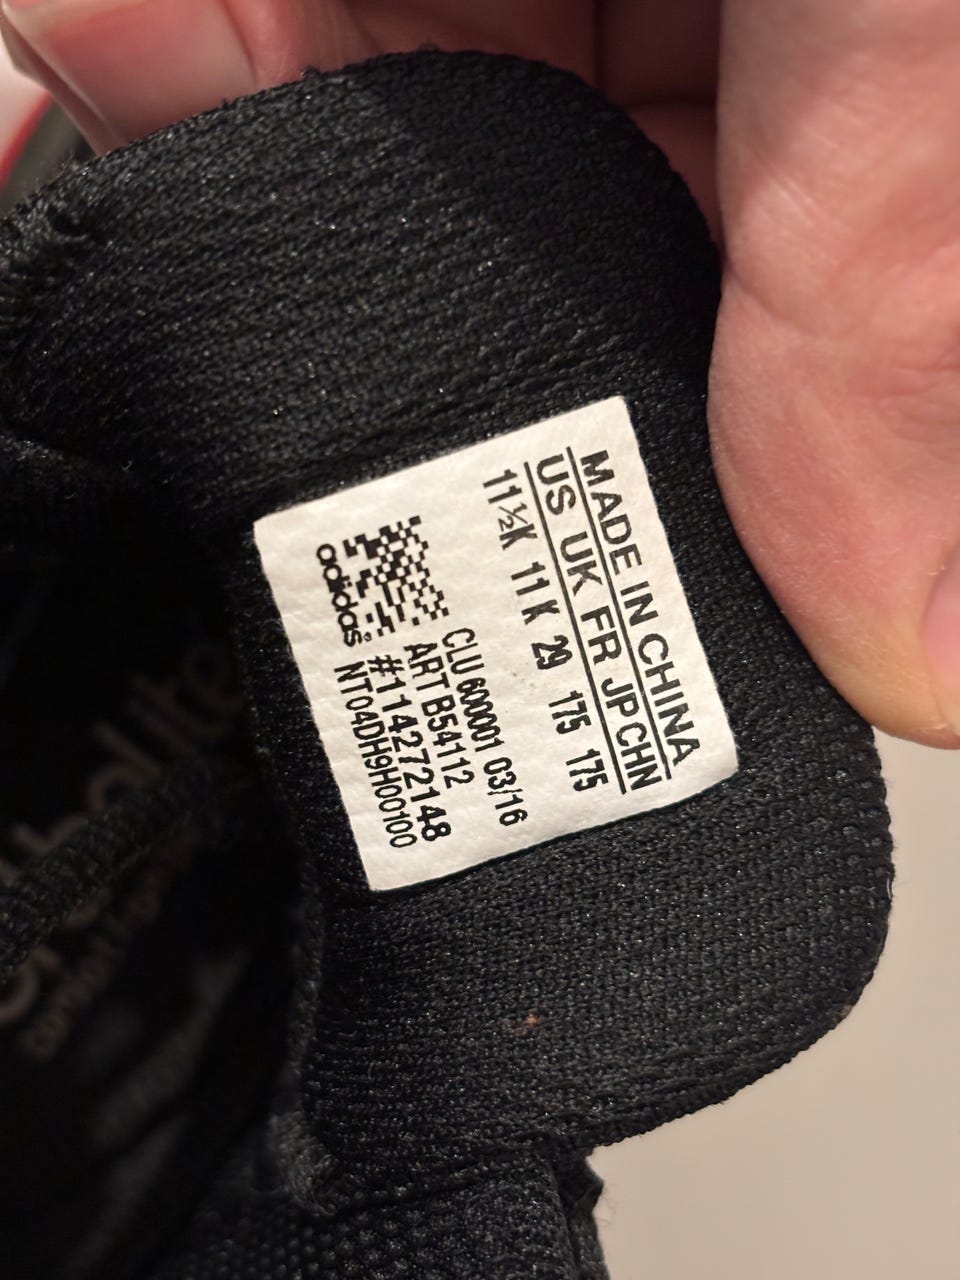 MADE IN CHINA
US UK FR JP CHN
11½K 11K 29 175 175
CLU 600001 03/16
ART B54112
#114272148
NT04DH9H00100
adidas